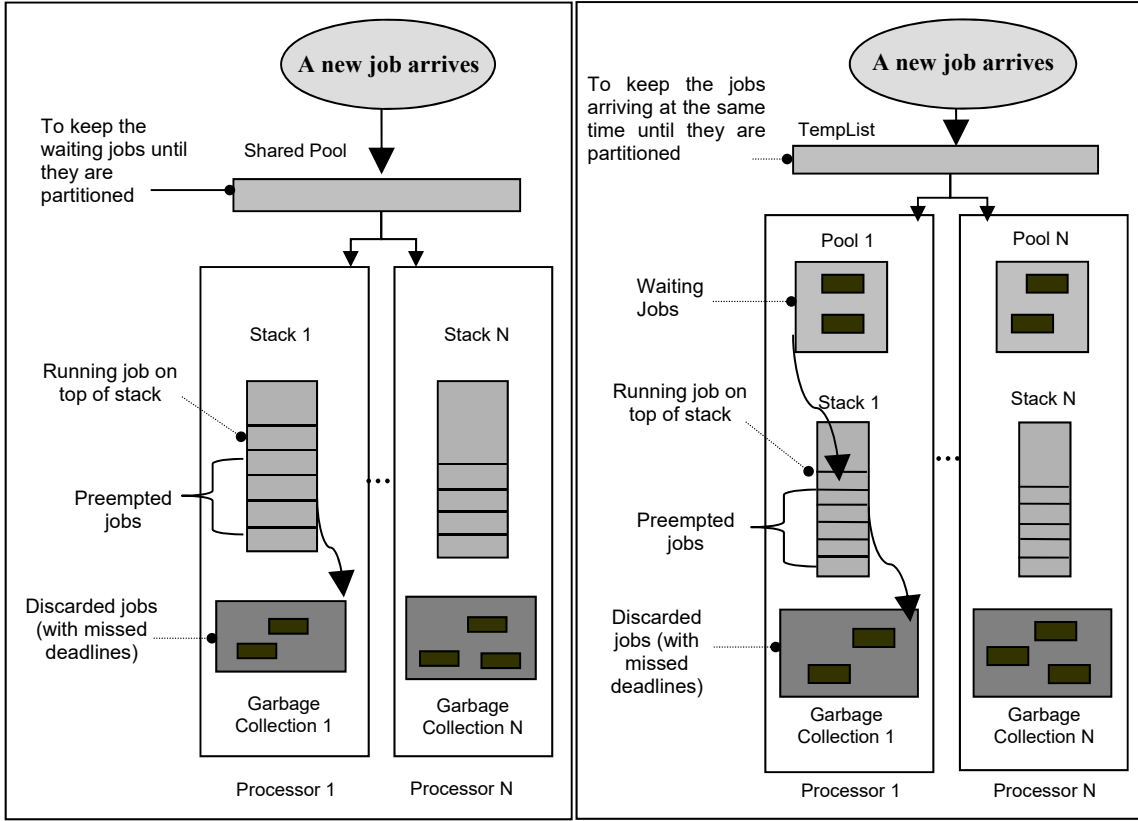 A new job arrives
To keep the
waiting jobs until
they are
partitioned
Shared Pool
Stack 1
Stack N
Running job on
top of stack
Preempted
jobs
...
Discarded jobs
(with missed
deadlines)
Garbage
Collection 1
Garbage
Collection N
Processor 1
Processor N
A new job arrives
To keep the jobs
arriving at the same
time until they are
partitioned
TempList
Pool 1
Pool N
Waiting
Jobs
Running job on
top of stack
Stack 1
Stack N
...
Preempted
jobs
Discarded
jobs (with
missed
deadlines)
Garbage
Collection 1
Garbage
Collection N
Processor 1
Processor N